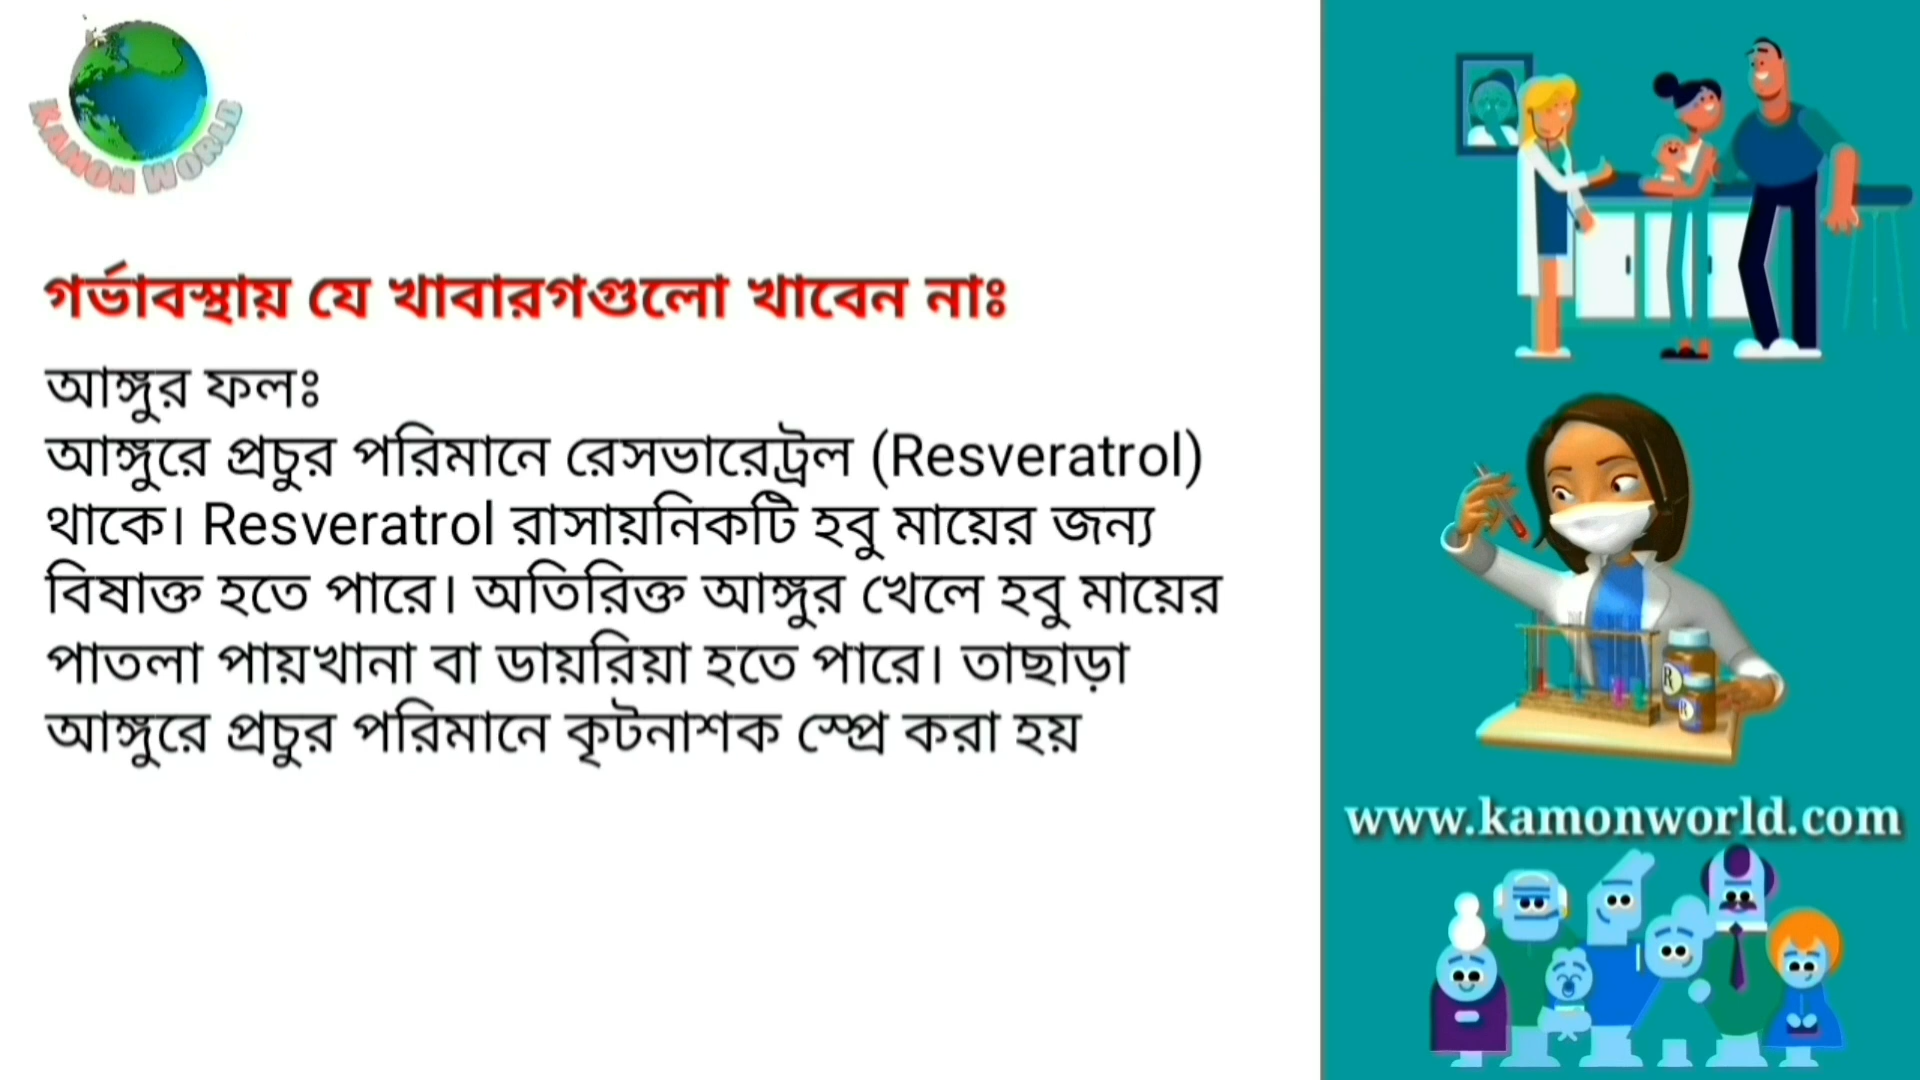 KAMON WORLD
গর্ভাবস্থায় যে খাবারগগুলো খাবেন নাঃ
আঙ্গুর ফলঃ
আঙ্গুরে প্রচুর পরিমানে রেসভারেট্রল (Resveratrol)
থাকে। Resveratrol রাসায়নিকটি হবু মায়ের জন্য
বিষাক্ত হতে পারে। অতিরিক্ত আঙ্গুর খেলে হবু মায়ের
পাতলা পায়খানা বা ডায়রিয়া হতে পারে। তাছাড়া
আঙ্গুরে প্রচুর পরিমানে কৃটনাশক স্প্রে করা হয়
R
R
www.kamonworld.com